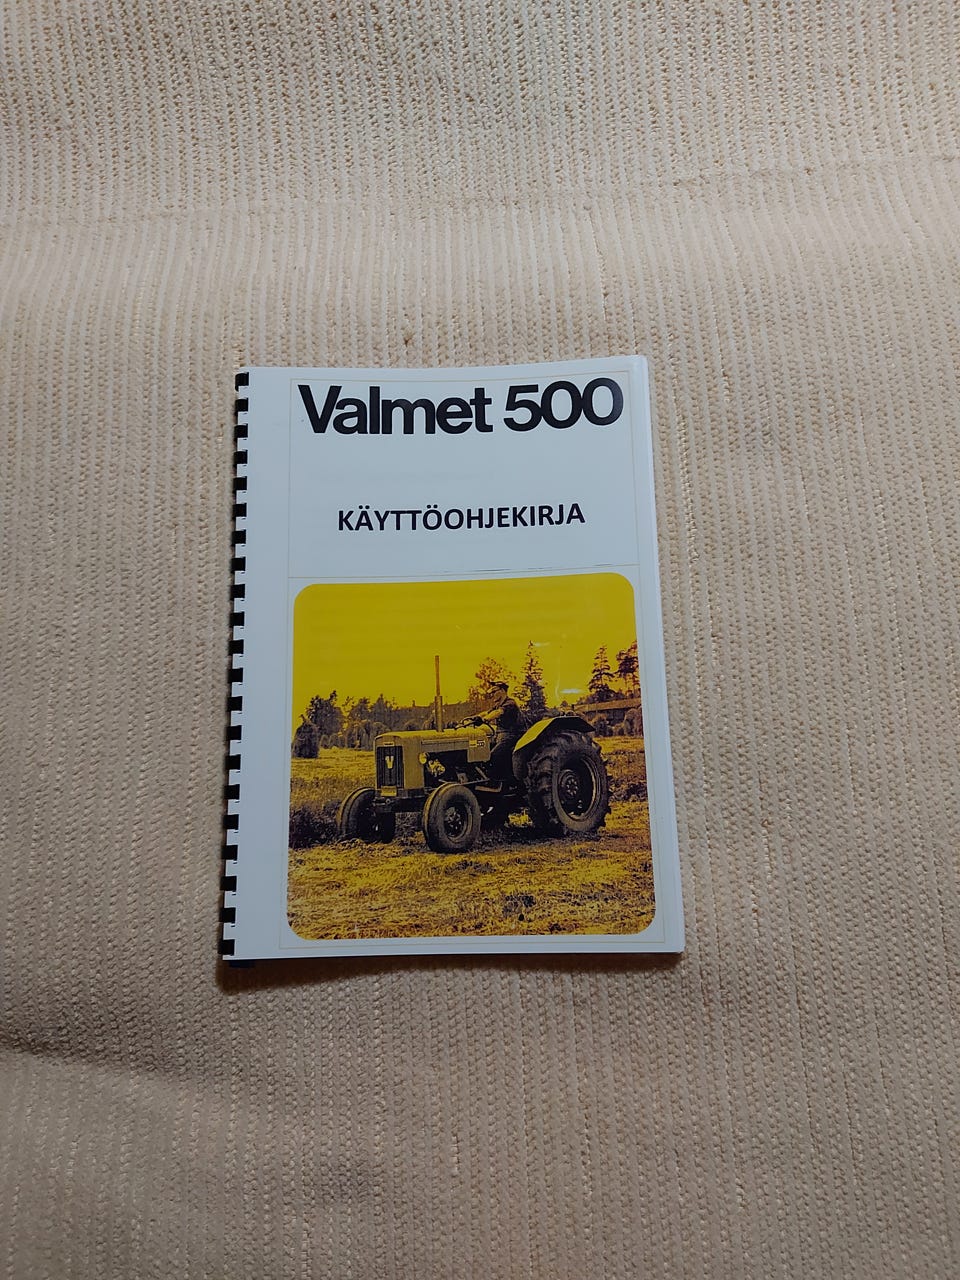 Valmet 500
KÄYTTÖOHJEKIRJA
V